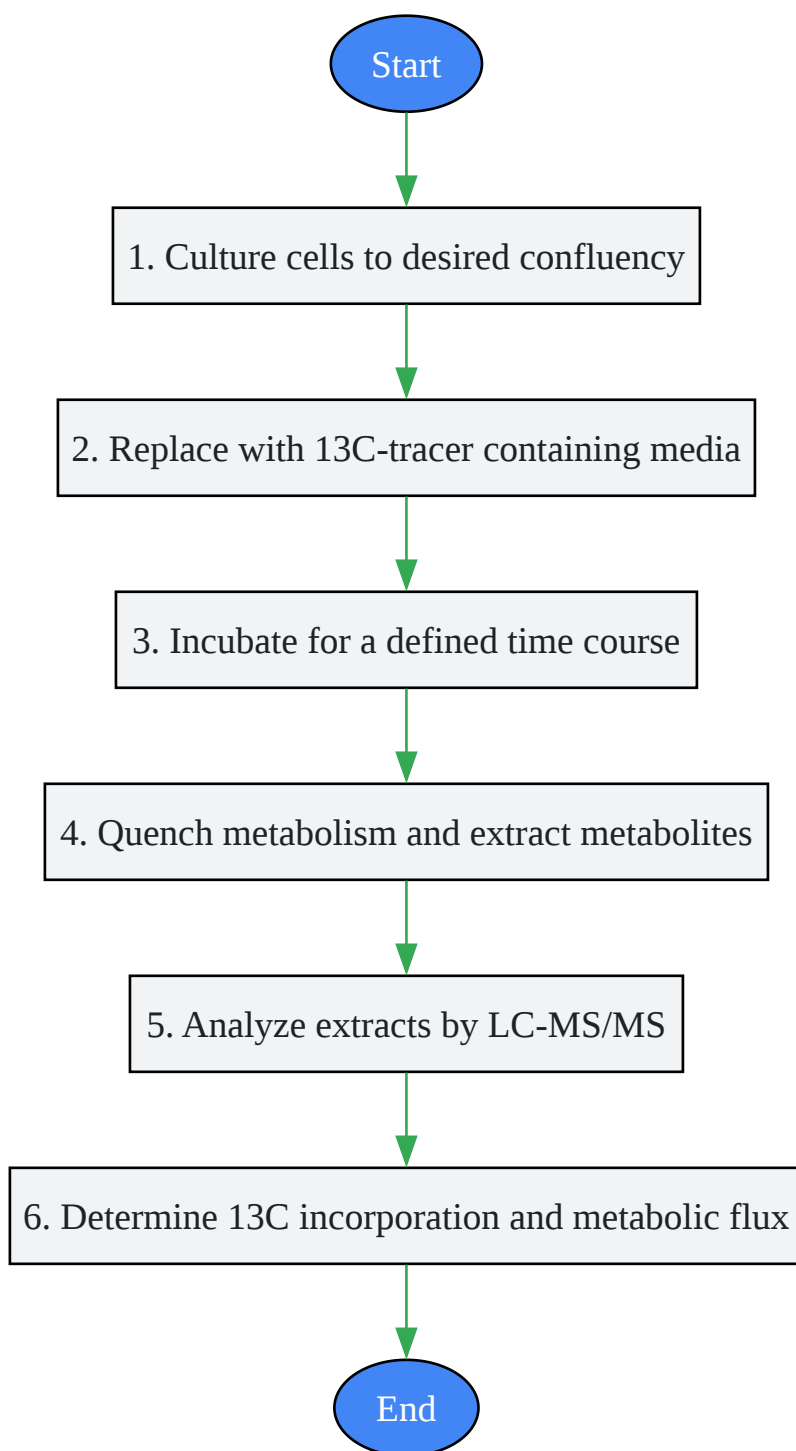 Start
1. Culture cells to desired confluency
2. Replace with 13C-tracer containing media
3. Incubate for a defined time course
4. Quench metabolism and extract metabolites
5. Analyze extracts by LC-MS/MS
6. Determine 13C incorporation and metabolic flux
End